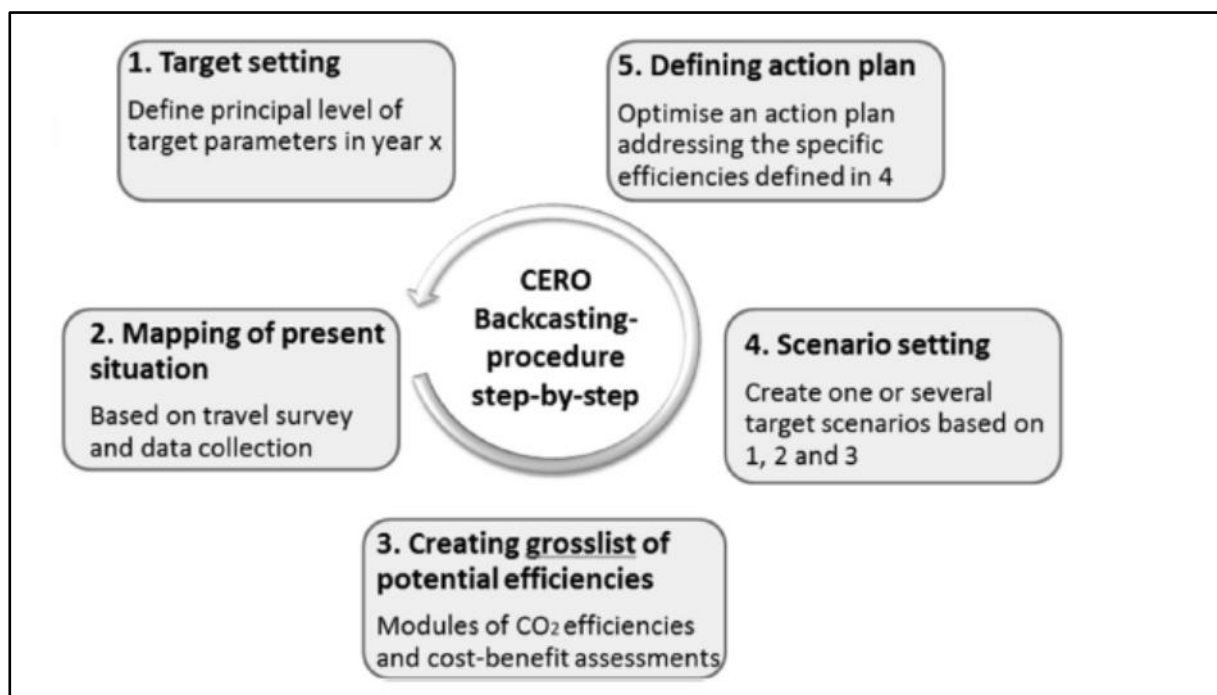 1. Target setting
Define principal level of
target parameters in year x
5. Defining action plan
Optimise an action plan
addressing the specific
efficiencies defined in 4
CERO
Backcasting-
procedure
step-by-step
2. Mapping of present
situation
Based on travel survey
and data collection
4. Scenario setting
Create one or several
target scenarios based on
1, 2 and 3
3. Creating grosslist of
potential efficiencies
Modules of CO₂ efficiencies
and cost-benefit assessments